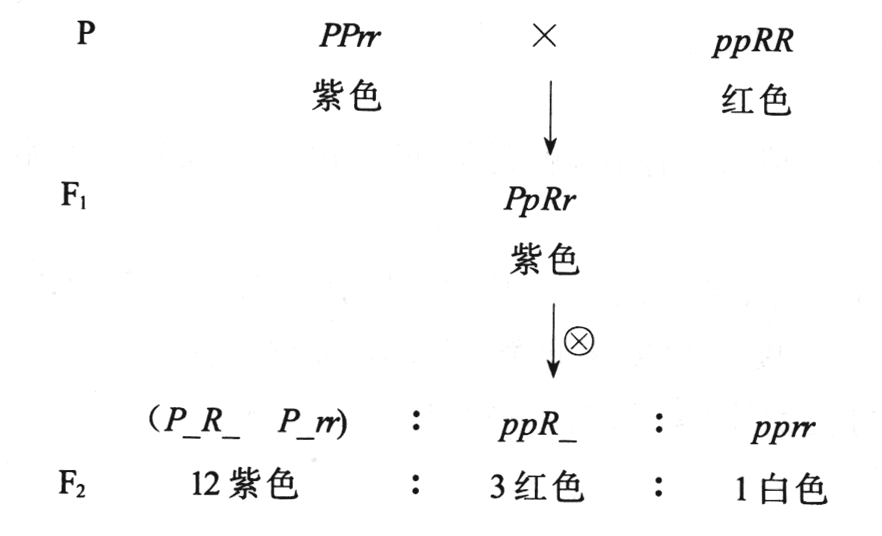 P PPrr × ppRR
紫色 红色
F₁ PpRr
紫色
⊗
(P_R_ P_rr) : ppR_ : pprr
F₂ 12紫色 : 3红色 : 1白色